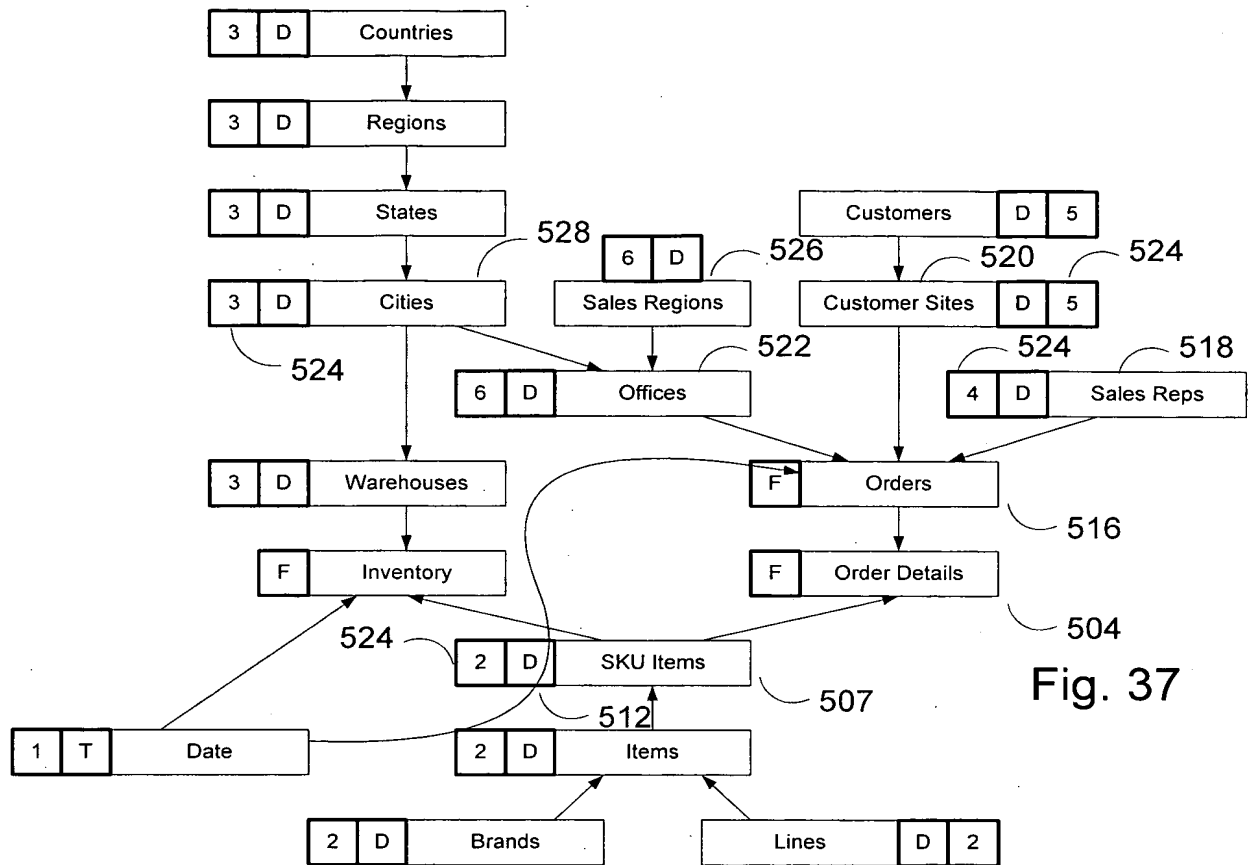 3 D Countries
3 D Regions
3 D States
Customers D 5
528
6 D
526
520
524
3 D Cities
Sales Regions
Customer Sites D 5
524
522
524
518
6 D Offices
4 D Sales Reps
3 D Warehouses
F Orders
516
F Inventory
F Order Details
504
524
2 D SKU Items
507
Fig. 37
512
1 T Date
2 D Items
2 D Brands
Lines D 2